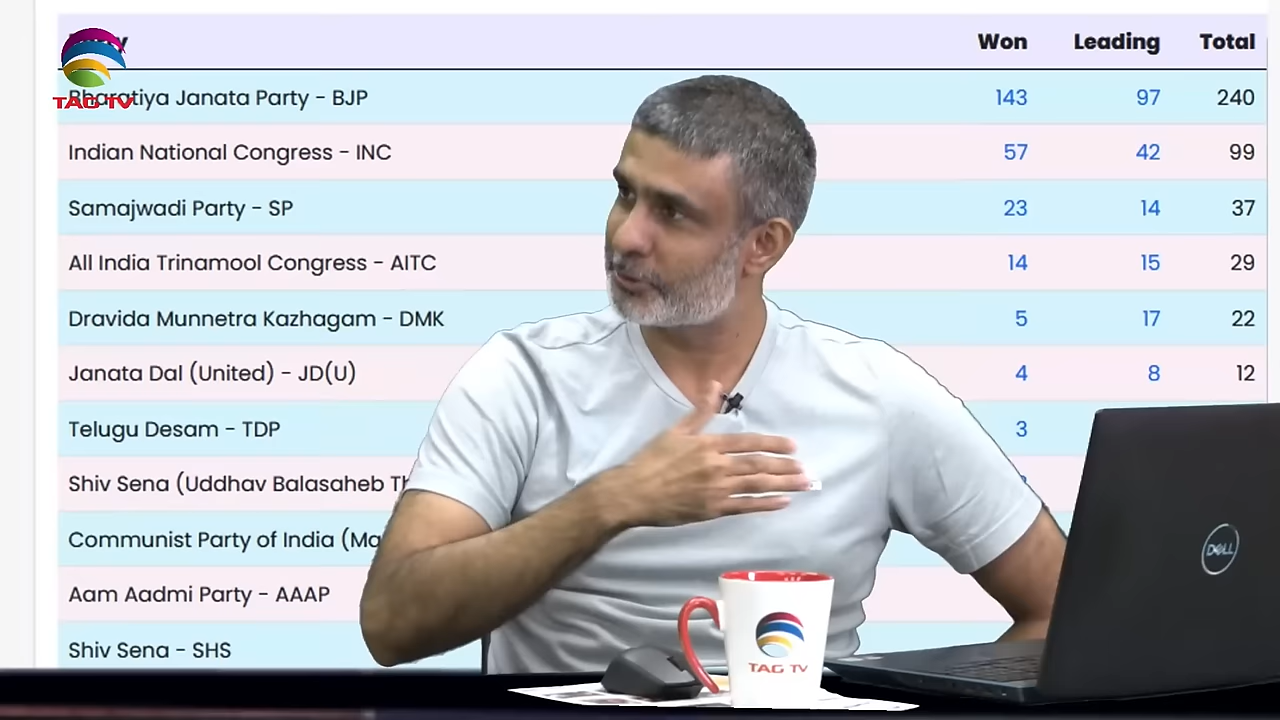 Won Leading Total
TAG TV
Bharatiya Janata Party - BJP 143 97 240
Indian National Congress - INC 57 42 99
Samajwadi Party - SP 23 14 37
All India Trinamool Congress - AITC 14 15 29
Dravida Munnetra Kazhagam - DMK 5 17 22
Janata Dal (United) - JD(U) 4 8 12
Telugu Desam - TDP 3
Shiv Sena (Uddhav Balasaheb
Communist Party of India
Aam Aadmi Party - AAAP
Shiv Sena - SHS
DELL
TAG TV